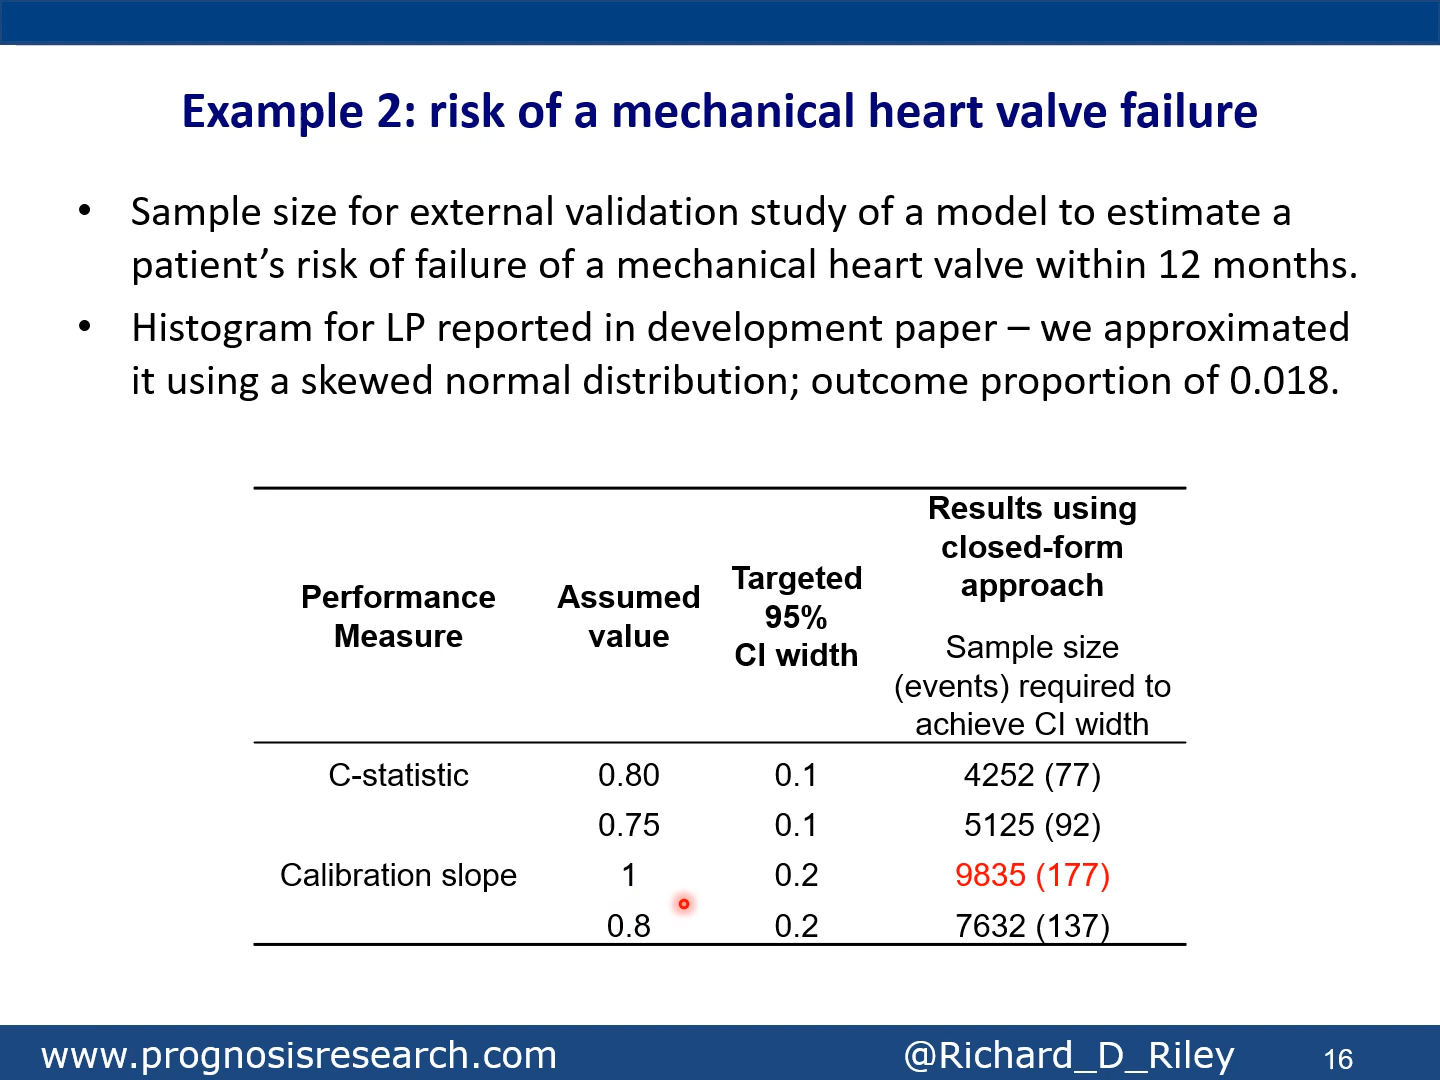 Example 2: risk of a mechanical heart valve failure
• Sample size for external validation study of a model to estimate a
patient’s risk of failure of a mechanical heart valve within 12 months.
• Histogram for LP reported in development paper – we approximated
it using a skewed normal distribution; outcome proportion of 0.018.
Performance
Measure
Assumed
value
Targeted
95%
CI width
Results using
closed-form
approach
Sample size
(events) required to
achieve CI width
C-statistic 0.80 0.1 4252 (77)
0.75 0.1 5125 (92)
Calibration slope 1 0.2 9835 (177)
0.8 0.2 7632 (137)
www.prognosisresearch.com @Richard_D_Riley 16